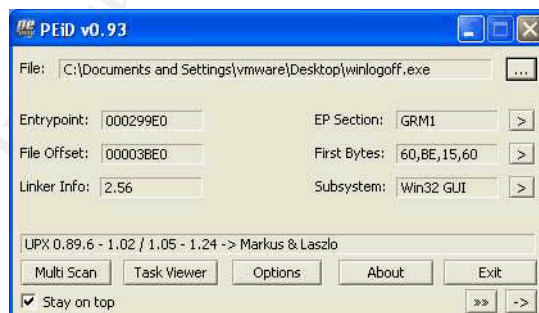 PEiD v0.93
File: C:\Documents and Settings\vmware\Desktop\winlogoff.exe ...
Entrypoint: 000299E0 EP Section: GRM1 >
File Offset: 00003BE0 First Bytes: 60,BE,15,60 >
Linker Info: 2.56 Subsystem: Win32 GUI >
UPX 0.89.6 - 1.02 / 1.05 - 1.24 -> Markus & Laszlo
Multi Scan Task Viewer Options About Exit
Stay on top »» ->